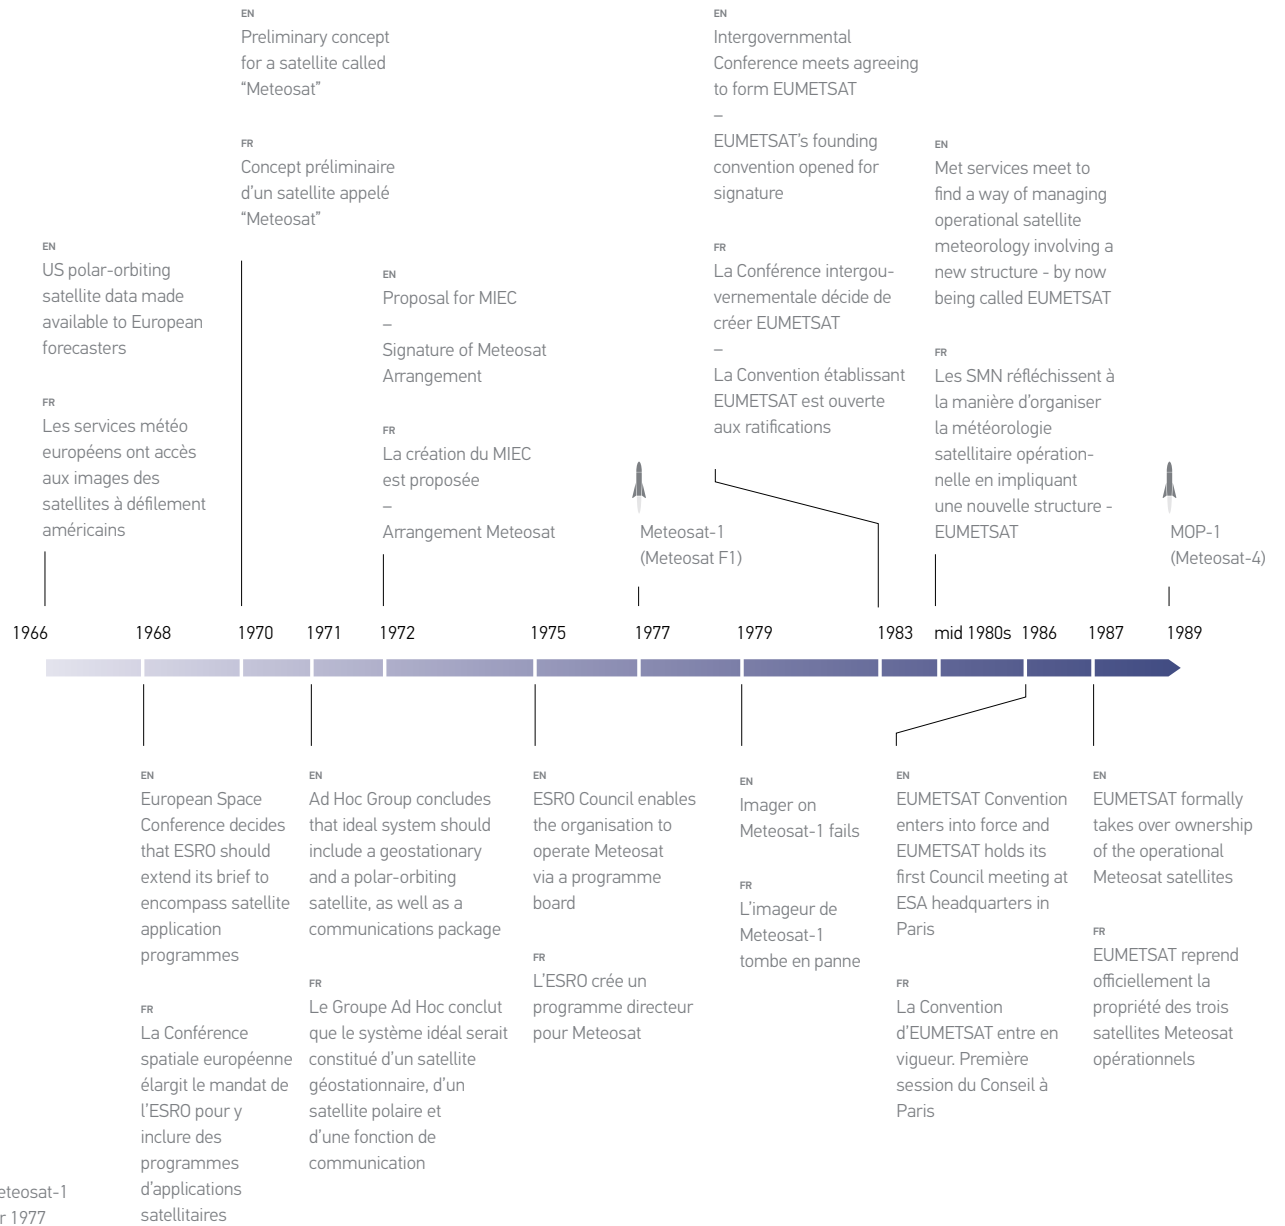 EN
Preliminary concept
for a satellite called
“Meteosat”
FR
Concept préliminaire
d’un satellite appelé
“Meteosat”
EN
Intergovernmental
Conference meets agreeing
to form EUMETSAT
–
EUMETSAT’s founding
convention opened for
signature
FR
La Conférence intergou-
vernementale décide de
créer EUMETSAT
–
La Convention établissant
EUMETSAT est ouverte
aux ratifications
EN
Met services meet to
find a way of managing
operational satellite
meteorology involving a
new structure - by now
being called EUMETSAT
FR
Les SMN réfléchissent à
la manière d’organiser
la météorologie
satellitaire opération-
nelle en impliquant
une nouvelle structure -
EUMETSAT
EN
US polar-orbiting
satellite data made
available to European
forecasters
FR
Les services météo
européens ont accès
aux images des
satellites à défilement
américains
EN
Proposal for MIEC
–
Signature of Meteosat
Arrangement
FR
La création du MIEC
est proposée
–
Arrangement Meteosat
Meteosat-1
(Meteosat F1)
MOP-1
(Meteosat-4)
1966 1968 1970 1971 1972 1975 1977 1979 1983 mid 1980s 1986 1987 1989
EN
European Space
Conference decides
that ESRO should
extend its brief to
encompass satellite
application
programmes
FR
La Conférence
spatiale européenne
élargit le mandat de
l’ESRO pour y
inclure des
programmes
d’applications
satellitaires
EN
Ad Hoc Group concludes
that ideal system should
include a geostationary
and a polar-orbiting
satellite, as well as a
communications package
FR
Le Groupe Ad Hoc conclut
que le système idéal serait
constitué d’un satellite
géostationnaire, d’un
satellite polaire et
d’une fonction de
communication
EN
ESRO Council enables
the organisation to
operate Meteosat
via a programme
board
FR
L’ESRO crée un
programme directeur
pour Meteosat
EN
Imager on
Meteosat-1 fails
FR
L’imageur de
Meteosat-1
tombe en panne
EN
EUMETSAT Convention
enters into force and
EUMETSAT holds its
first Council meeting at
ESA headquarters in
Paris
FR
La Convention
d’EUMETSAT entre en
vigueur. Première
session du Conseil à
Paris
EN
EUMETSAT formally
takes over ownership
of the operational
Meteosat satellites
FR
EUMETSAT reprend
officiellement la
propriété des trois
satellites Meteosat
opérationnels
eteosat-1
r 1977